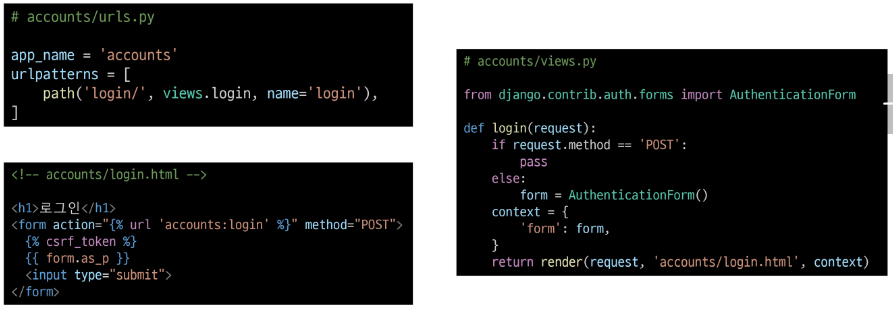 # accounts/urls.py
app_name = 'accounts'
urlpatterns = [
    path('login/', views.login, name='login'),
]
<!-- accounts/login.html -->
<h1>로그인</h1>
<form action="{% url 'accounts:login' %}" method="POST">
  {% csrf_token %}
  {{ form.as_p }}
  <input type="submit">
</form>
# accounts/views.py
from django.contrib.auth.forms import AuthenticationForm
def login(request):
    if request.method == 'POST':
        pass
    else:
        form = AuthenticationForm()
    context = {
        'form': form,
    }
    return render(request, 'accounts/login.html', context)